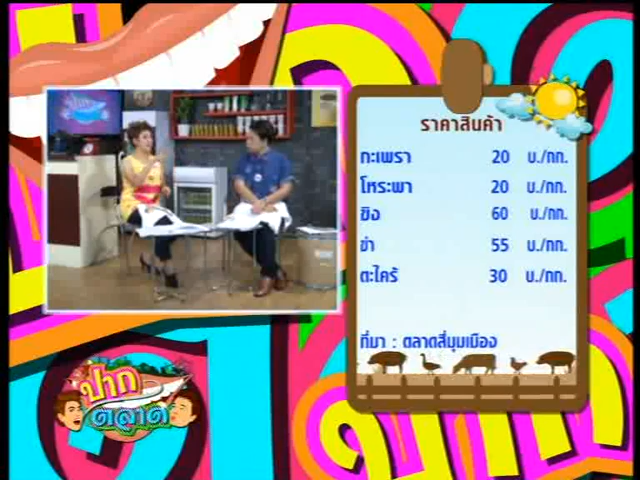 ราคาสินค้า
กะเพรา 20 บ./กก.
โหระพา 20 บ./กก.
ขิง 60 บ./กก.
ข่า 55 บ./กก.
ตะไคร้ 30 บ./กก.
ที่มา : ตลาดสี่มุมเมือง
ปาก
ตลาด